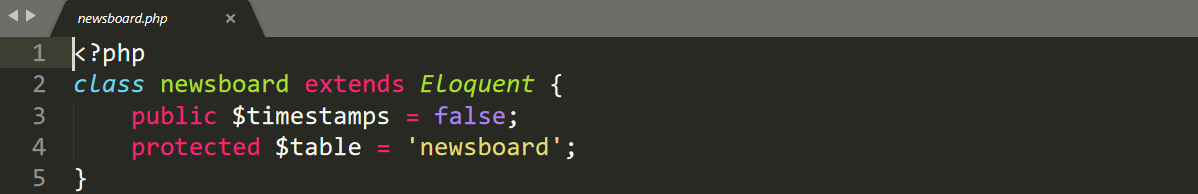 newsboard.php ×
1 <?php
2 class newsboard extends Eloquent {
3     public $timestamps = false;
4     protected $table = 'newsboard';
5 }